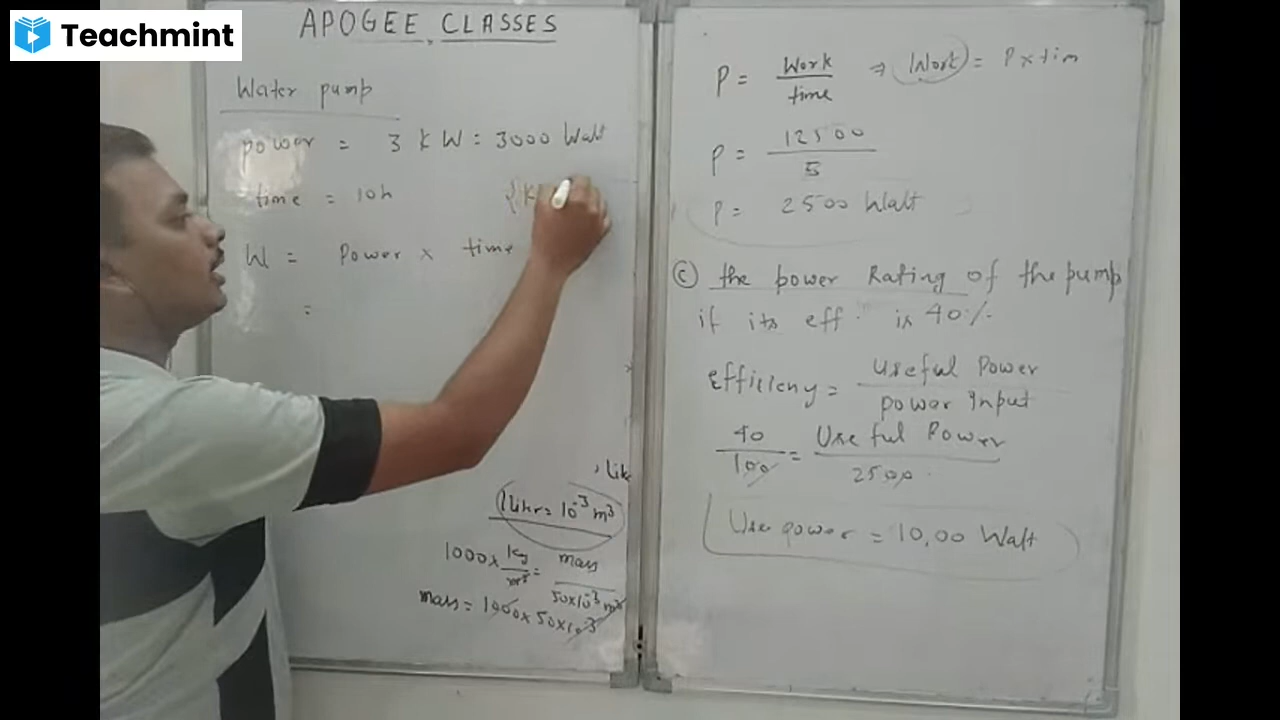 Teachmint
APOGEE CLASSES
Water pump
power = 3 KW = 3000 Watt
time = 10h
W = Power × time
=
1 litr = 10⁻³ m³
1000 × kg/m³ = mass / 50×10⁻³ m³
mass = 1000 × 50 × 10⁻³
P = Work / time ⇒ Work = P × tim
P = 12500 / 5
P = 2500 Watt
(C) the power Rating of the pump
if its eff. is 40%.
Efficieny = Useful Power / power Input
40 / 100 = Useful Power / 2500
Use power = 10,00 Watt